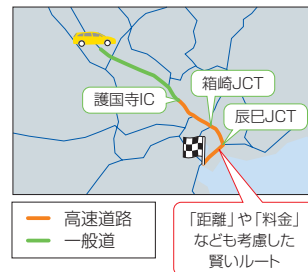 箱崎JCT
護国寺IC
辰巳JCT
高速道路
一般道
「距離」や「料金」
なども考慮した
賢いルート